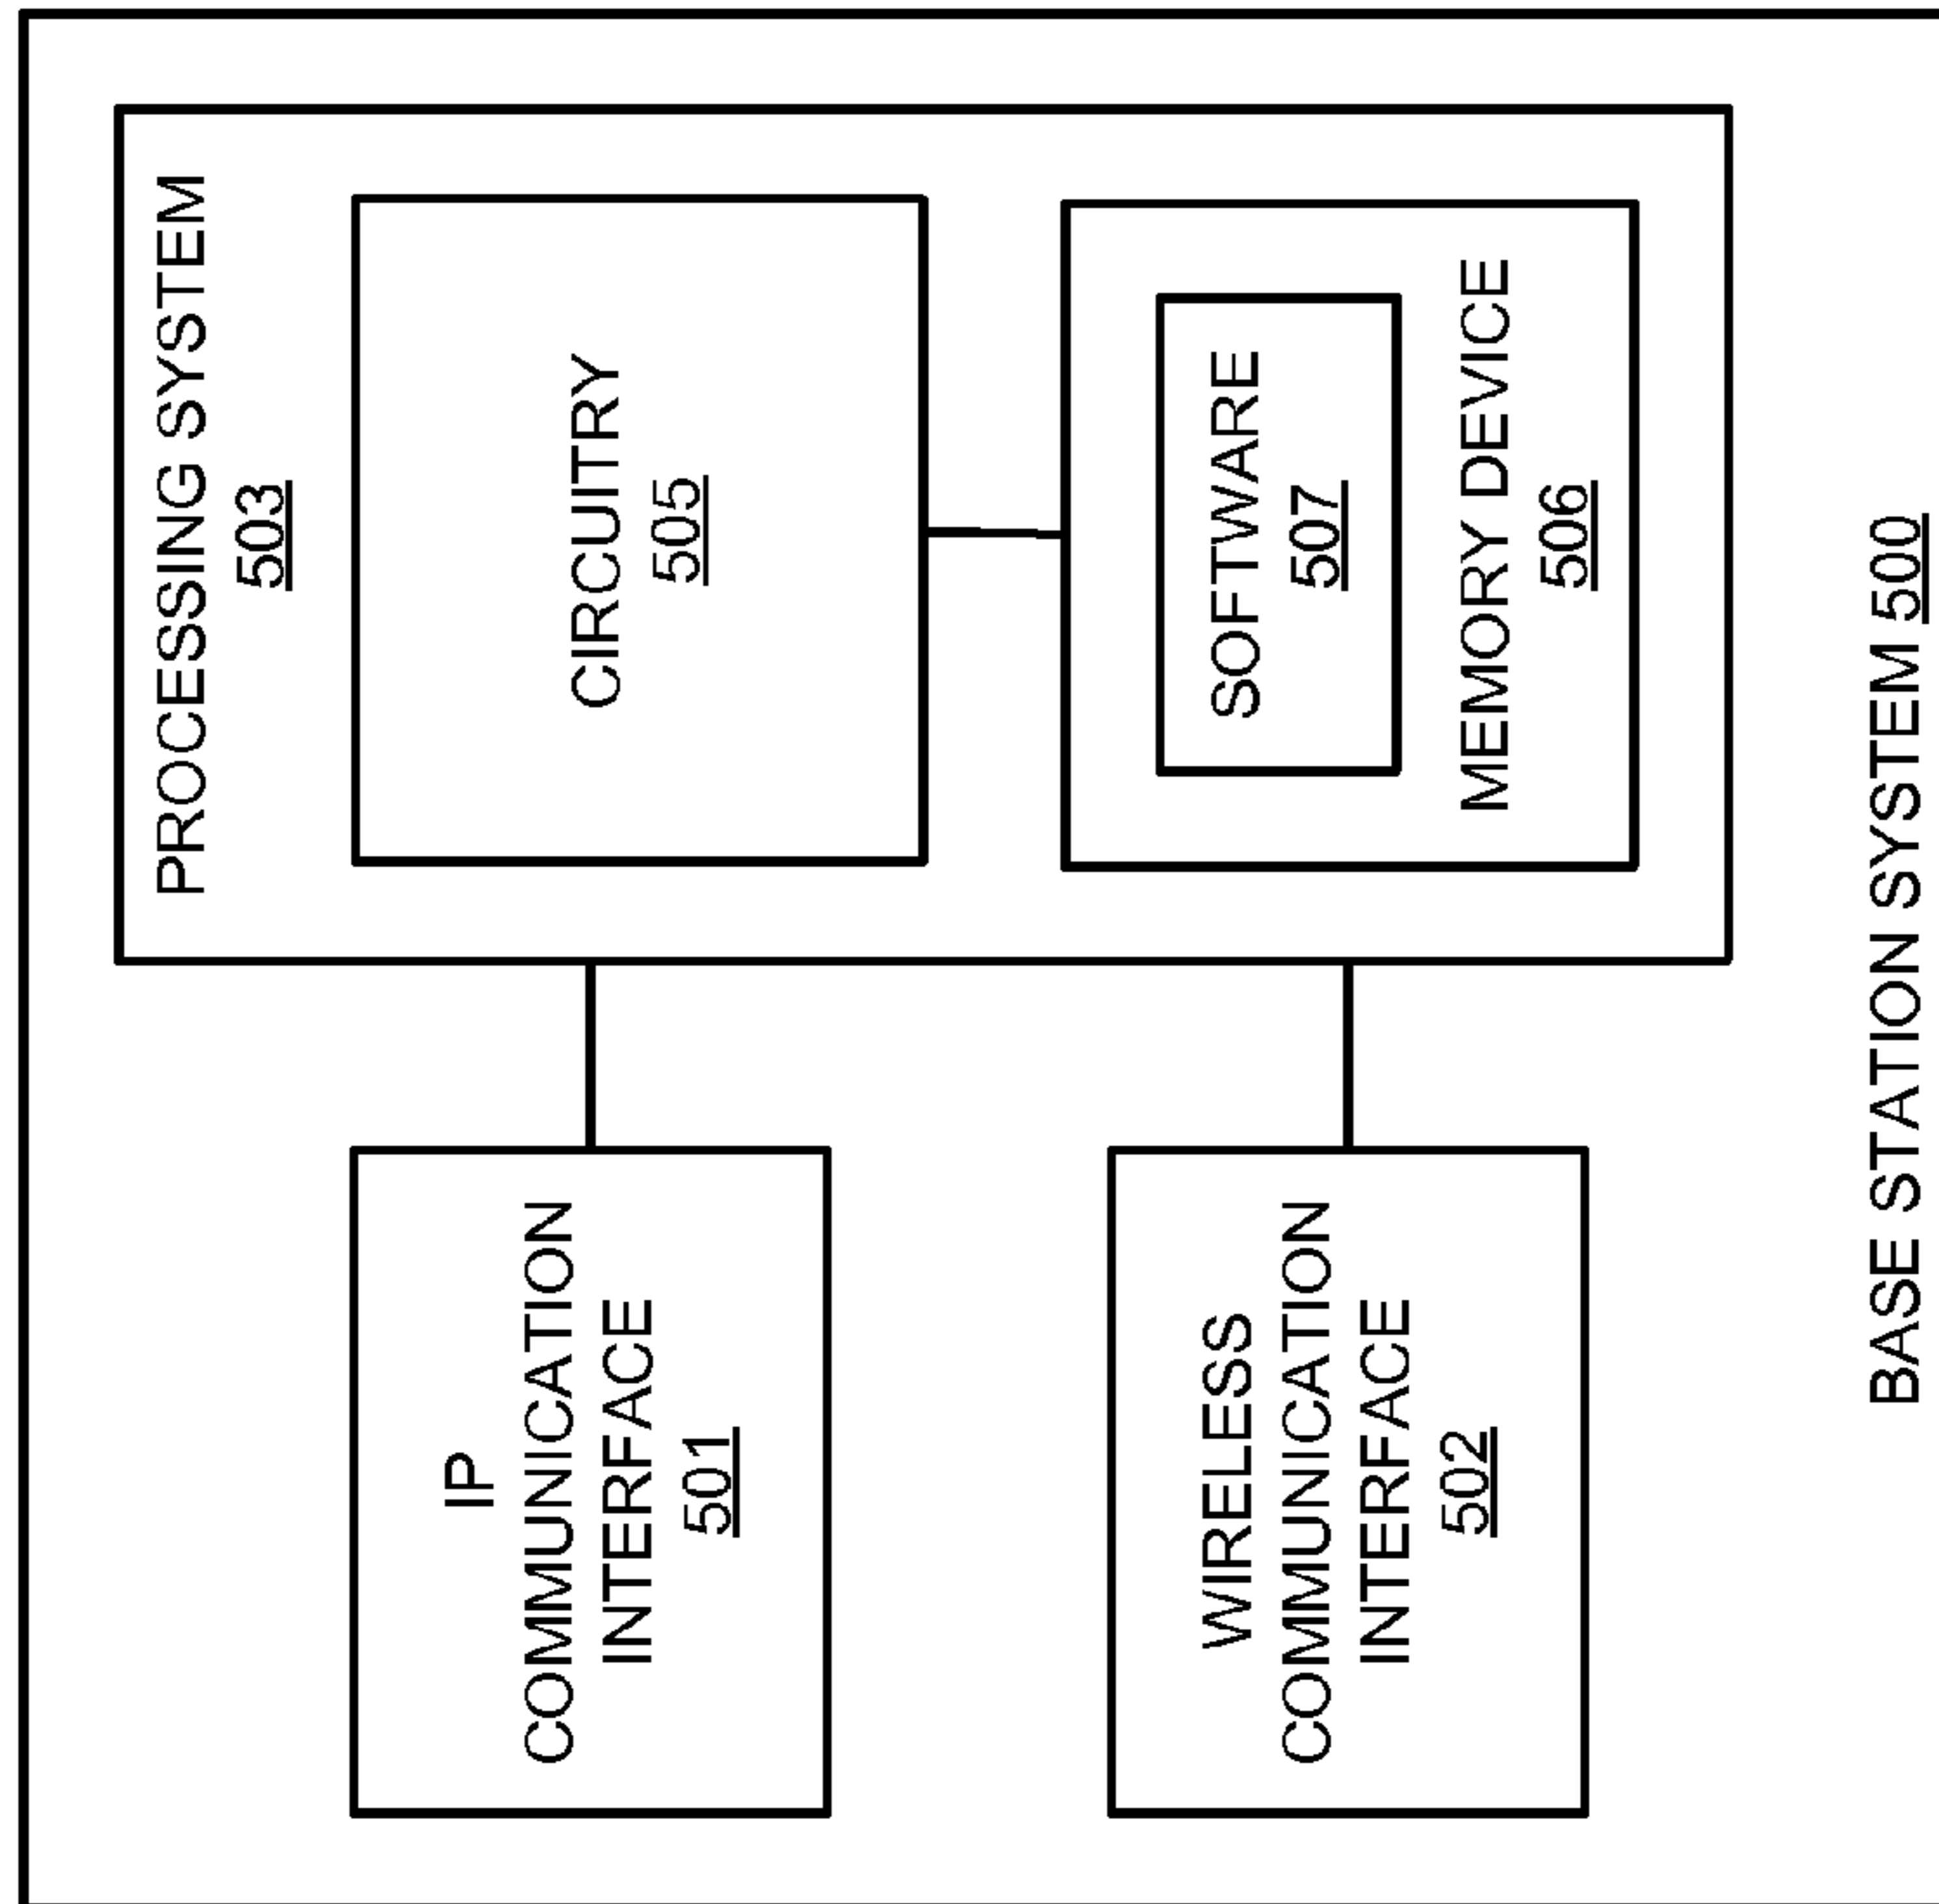 PROCESSING SYSTEM
503
CIRCUITRY
505
SOFTWARE
507
MEMORY DEVICE
506
IP
COMMUNICATION
INTERFACE
501
WIRELESS
COMMUNICATION
INTERFACE
502
BASE STATION SYSTEM 500